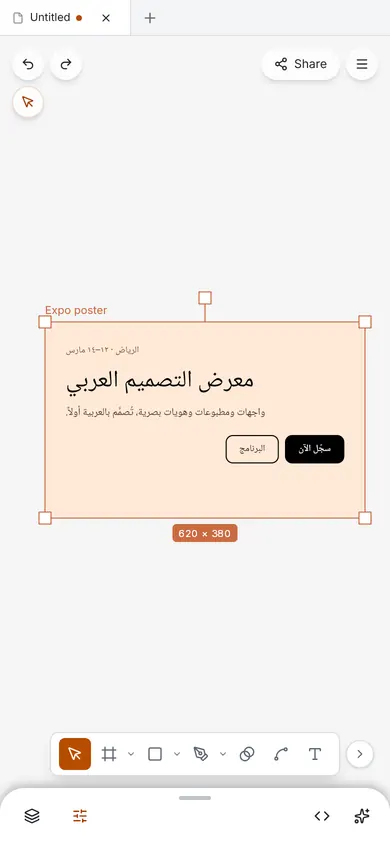 Untitled
Share
Expo poster
الرياض ١٢–١٤ مارس
معرض التصميم العربي
واجهات ومطبوعات وهويات بصرية، تُصمَّم بالعربية أولاً.
سجّل الآن
البرنامج
620 × 380